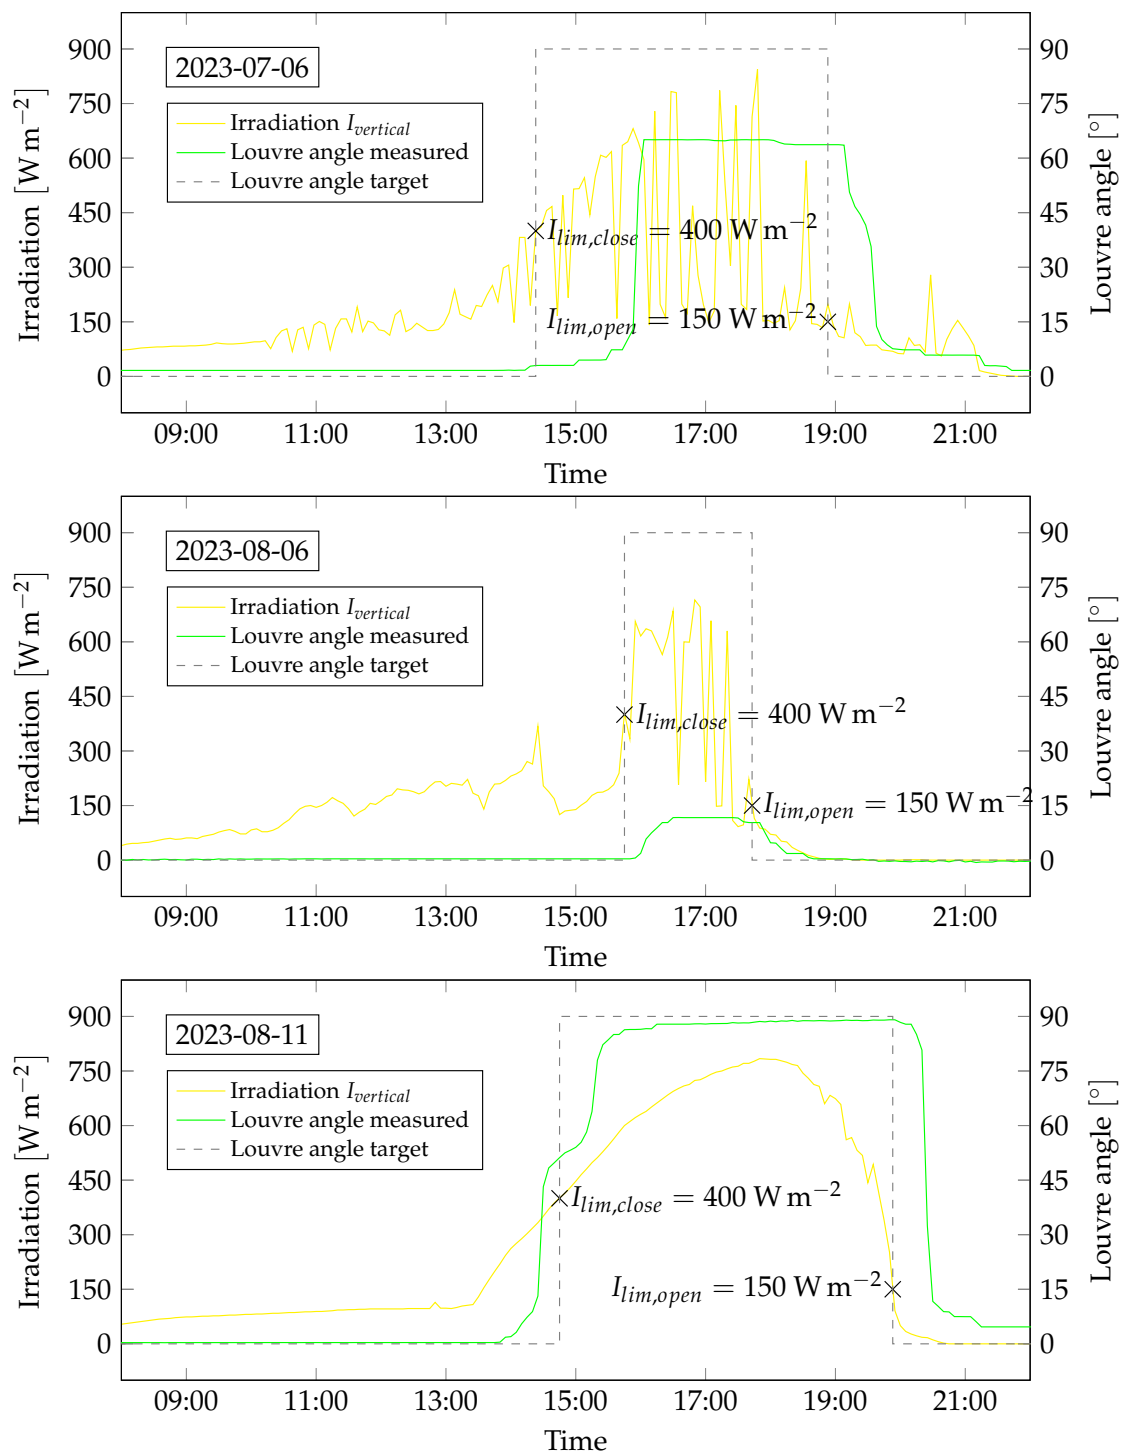 2023-07-06
Irradiation I_vertical
Louvre angle measured
Louvre angle target
I_lim,close = 400 W m⁻²
I_lim,open = 150 W m⁻²
900
750
600
450
300
150
0
Irradiation [W m⁻²]
90
75
60
45
30
15
0
Louvre angle [°]
09:00 11:00 13:00 15:00 17:00 19:00 21:00
Time
2023-08-06
Irradiation I_vertical
Louvre angle measured
Louvre angle target
I_lim,close = 400 W m⁻²
I_lim,open = 150 W m⁻²
900
750
600
450
300
150
0
Irradiation [W m⁻²]
90
75
60
45
30
15
0
Louvre angle [°]
09:00 11:00 13:00 15:00 17:00 19:00 21:00
Time
2023-08-11
Irradiation I_vertical
Louvre angle measured
Louvre angle target
I_lim,close = 400 W m⁻²
I_lim,open = 150 W m⁻²
900
750
600
450
300
150
0
Irradiation [W m⁻²]
90
75
60
45
30
15
0
Louvre angle [°]
09:00 11:00 13:00 15:00 17:00 19:00 21:00
Time